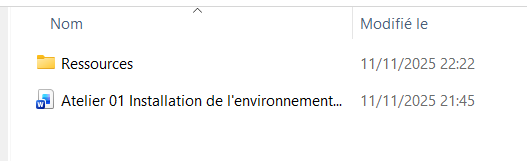 Nom Modifié le
Ressources 11/11/2025 22:22
Atelier 01 Installation de l'environnement... 11/11/2025 21:45